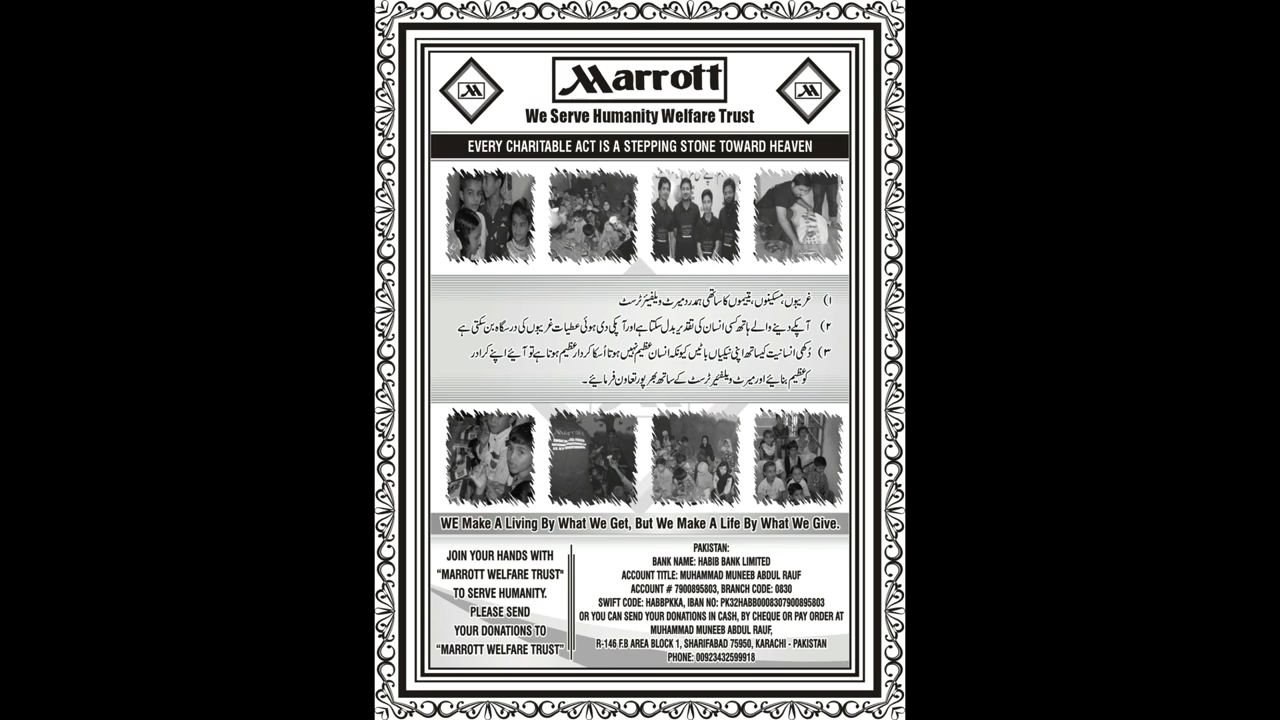 Marrott
We Serve Humanity Welfare Trust
EVERY CHARITABLE ACT IS A STEPPING STONE TOWARD HEAVEN
۱) غریبوں، مسکینوں، یتیموں کا ساتھی ہمدرد میرٹ ویلفیئر ٹرسٹ
۲) آپکے دینے والے ہاتھ کسی انسان کی تقدیر بدل سکتا ہے اور آپکی دی ہوئی عطیات غریبوں کی درسگاہ بن سکتی ہے
۳) دُکھی انسانیت کیساتھ اپنی نیکیاں بانٹیں کیونکہ انسان عظیم نہیں ہوتا اُسکا کردار عظیم ہوتا ہے تو آیئے اپنے کرادر
کو عظیم بنایئے اور میرٹ ویلفیئر ٹرسٹ کے ساتھ بھرپور تعاون فرمایئے۔
WE Make A Living By What We Get, But We Make A Life By What We Give.
JOIN YOUR HANDS WITH
“MARROTT WELFARE TRUST”
TO SERVE HUMANITY.
PLEASE SEND
YOUR DONATIONS TO
“MARROTT WELFARE TRUST”
PAKISTAN:
BANK NAME: HABIB BANK LIMITED
ACCOUNT TITLE: MUHAMMAD MUNEEB ABDUL RAUF
ACCOUNT # 7900895803, BRANCH CODE: 0830
SWIFT CODE: HABBPKKA, IBAN NO: PK32HABB0008307900895803
OR YOU CAN SEND YOUR DONATIONS IN CASH, BY CHEQUE OR PAY ORDER AT
MUHAMMAD MUNEEB ABDUL RAUF,
R-146 F.B AREA BLOCK 1, SHARIFABAD 75950, KARACHI - PAKISTAN
PHONE: 00923432599918